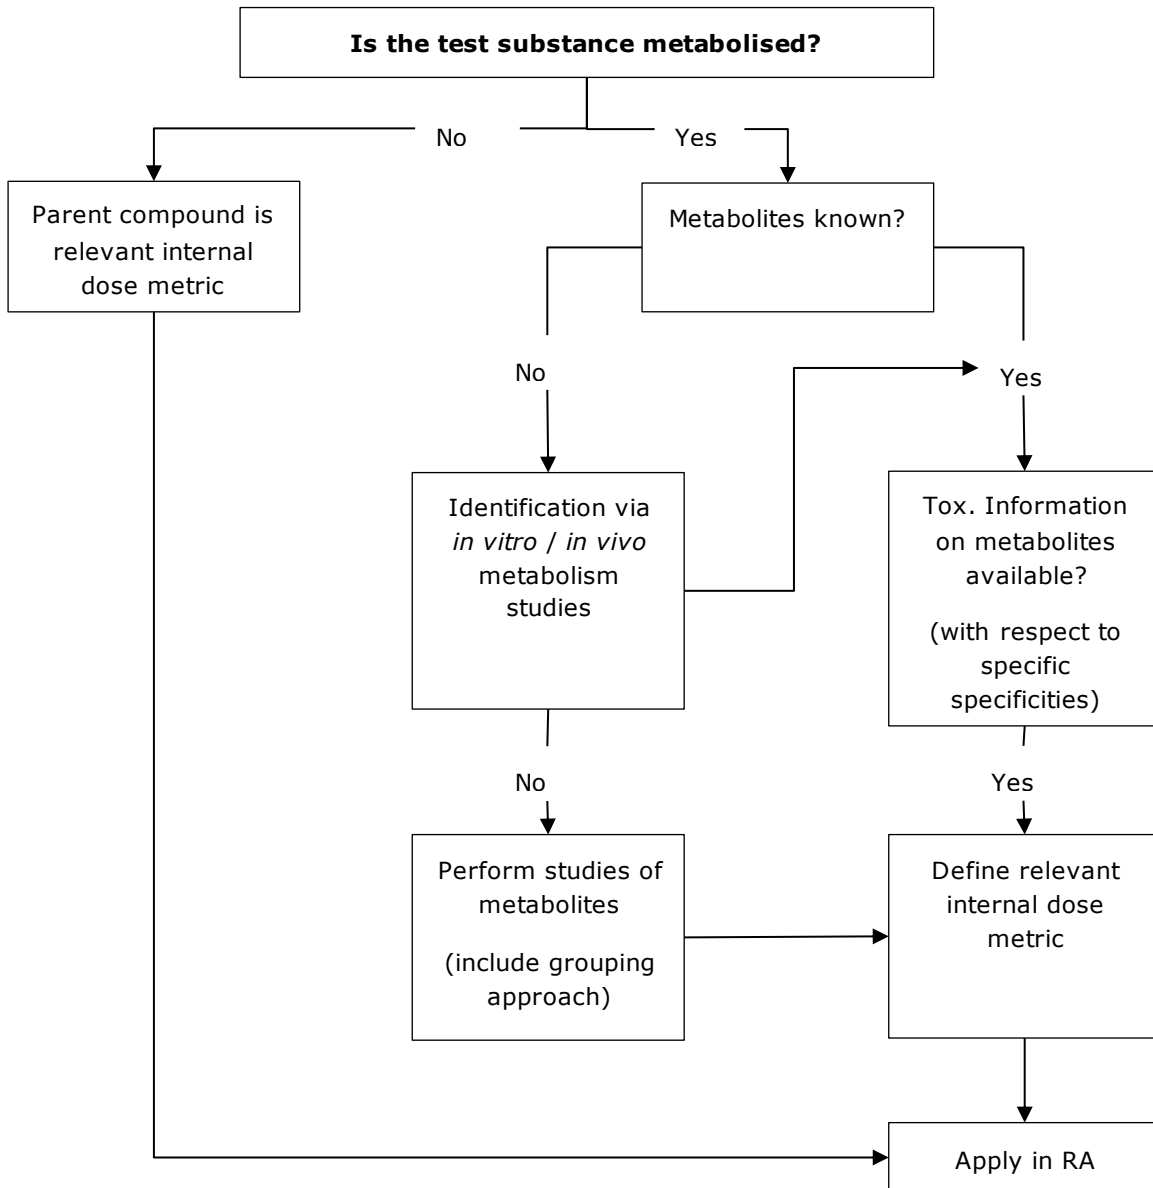 Is the test substance metabolised?
No
Yes
Parent compound is
relevant internal
dose metric
Metabolites known?
No
Yes
Identification via
in vitro / in vivo
metabolism
studies
Tox. Information
on metabolites
available?
(with respect to
specific
specificities)
No
Yes
Perform studies of
metabolites
(include grouping
approach)
Define relevant
internal dose
metric
Apply in RA